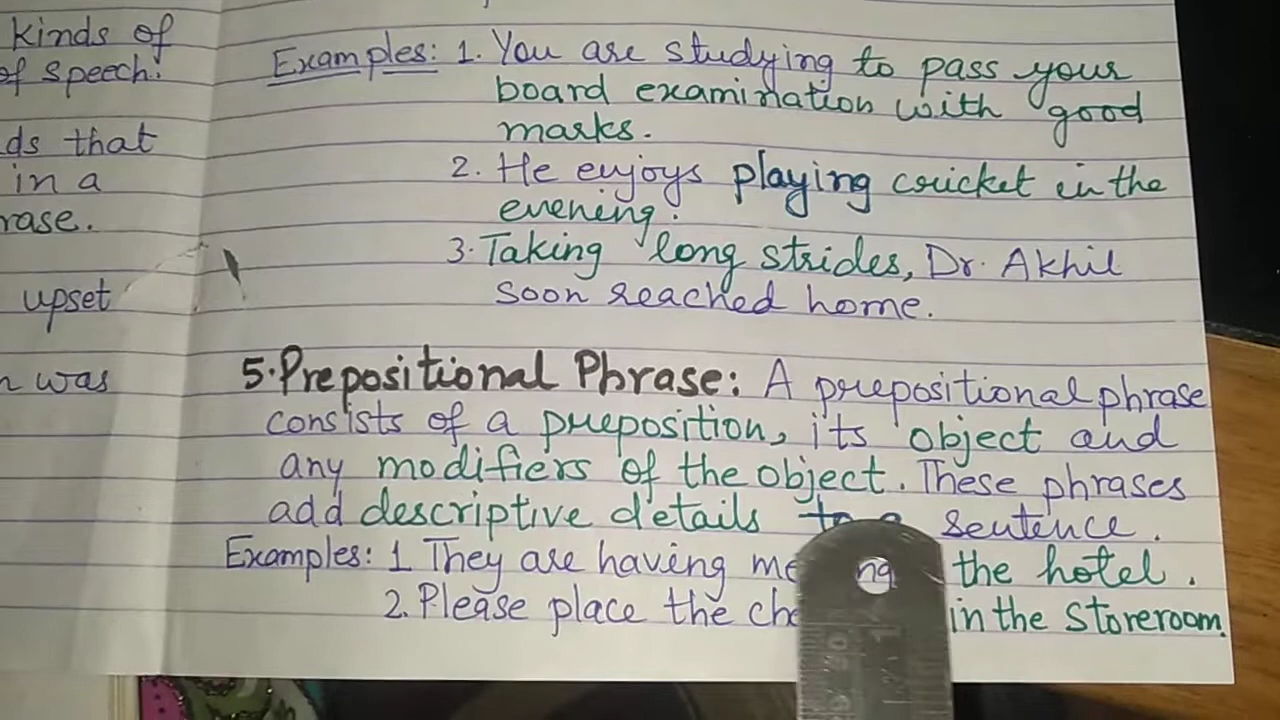 kinds of
of speech.
ds that
in a
rase.
upset
was
Examples: 1. You are studying to pass your
board examination with good
marks.
2. He enjoys playing cricket in the
evening.
3. Taking long strides, Dr. Akhil
soon reached home.
5. Prepositional Phrase: A prepositional phrase
consists of a preposition, its object and
any modifiers of the object. These phrases
add descriptive details to a sentence.
Examples: 1 They are having me ng the hotel.
2. Please place the in the storeroom.